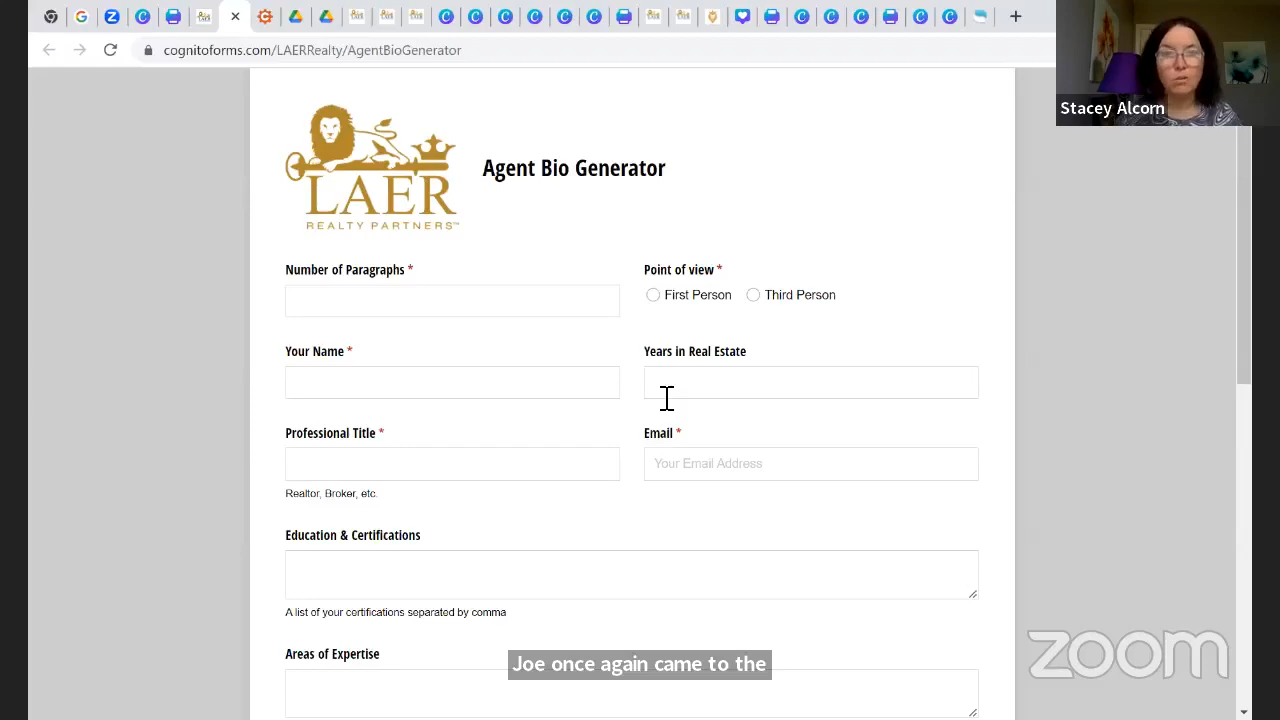 cognitoforms.com/LAERRealty/AgentBioGenerator
Stacey Alcorn
LAER
REALTY PARTNERS™
Agent Bio Generator
Number of Paragraphs *
Point of view *
First Person
Third Person
Your Name *
Years in Real Estate
Professional Title *
Email *
Your Email Address
Realtor, Broker, etc.
Education & Certifications
A list of your certifications separated by comma
Areas of Expertise
Joe once again came to the
zoom